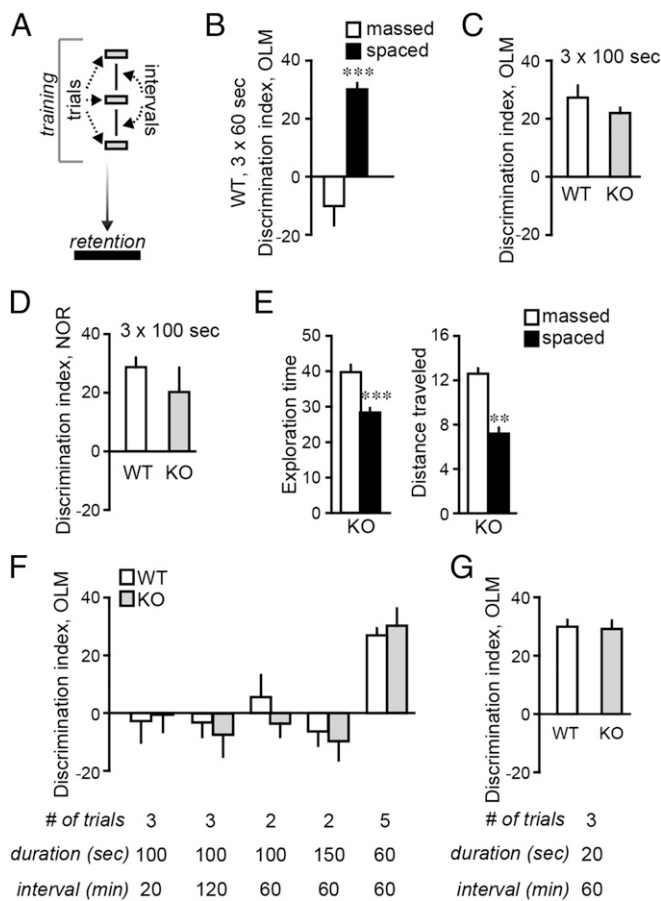 A
training
trials
intervals
retention
B
massed
spaced
WT, 3 x 60 sec
Discrimination index, OLM
40
20
0
-20
***
C
Discrimination index, OLM
40
20
0
-20
3 x 100 sec
WT KO
D
Discrimination index, NOR
40
20
0
-20
3 x 100 sec
WT KO
E
massed
spaced
Exploration time
50
40
30
20
10
0
***
KO
Distance traveled
16
12
8
4
0
**
KO
F
WT
KO
Discrimination index, OLM
40
20
0
-20
# of trials 3 3 2 2 5
duration (sec) 100 100 100 150 60
interval (min) 20 120 60 60 60
G
Discrimination index, OLM
40
20
0
-20
WT KO
# of trials 3
duration (sec) 20
interval (min) 60